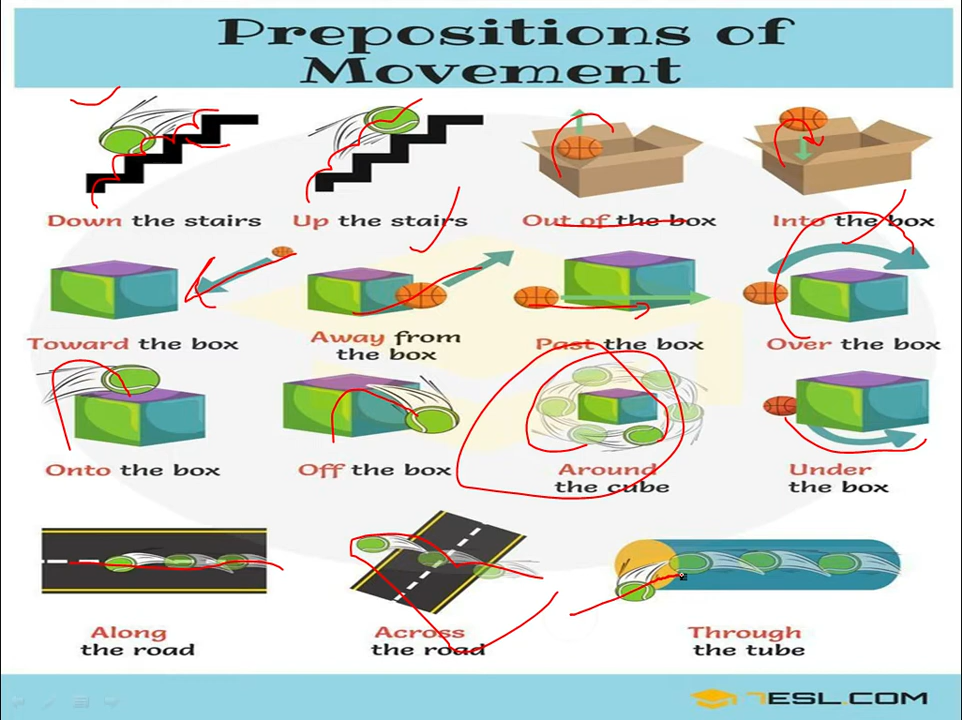 Prepositions of
Movement
Down the stairs
Up the stairs
Out of the box
Into the box
Toward the box
Away from
the box
Past the box
Over the box
Onto the box
Off the box
Around
the cube
Under
the box
Along
the road
Across
the road
Through
the tube
7ESL.COM